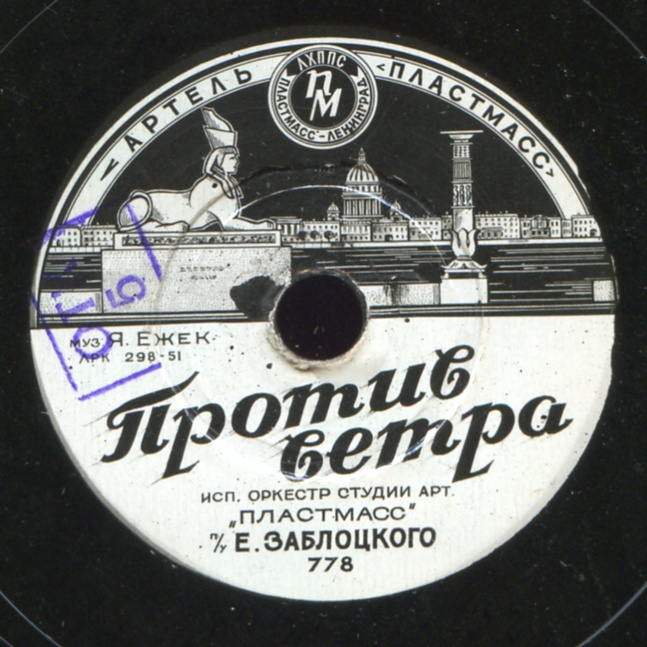 АРТЕЛЬ «ПЛАСТМАСС»
ЛХППС
ПМ
ПЛАСТМАСС-ЛЕНИНГРАД
МУЗ Я. ЕЖЕК
ЛРК 298-51
Против
ветра
ИСП. ОРКЕСТР СТУДИИ АРТ.
„ПЛАСТМАСС"
п/у Е. ЗАБЛОЦКОГО
778